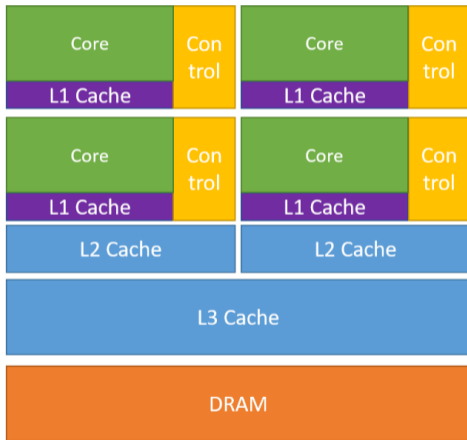 Core
Con
trol
L1 Cache
Core
Con
trol
L1 Cache
Core
Con
trol
L1 Cache
Core
Con
trol
L1 Cache
L2 Cache
L2 Cache
L3 Cache
DRAM